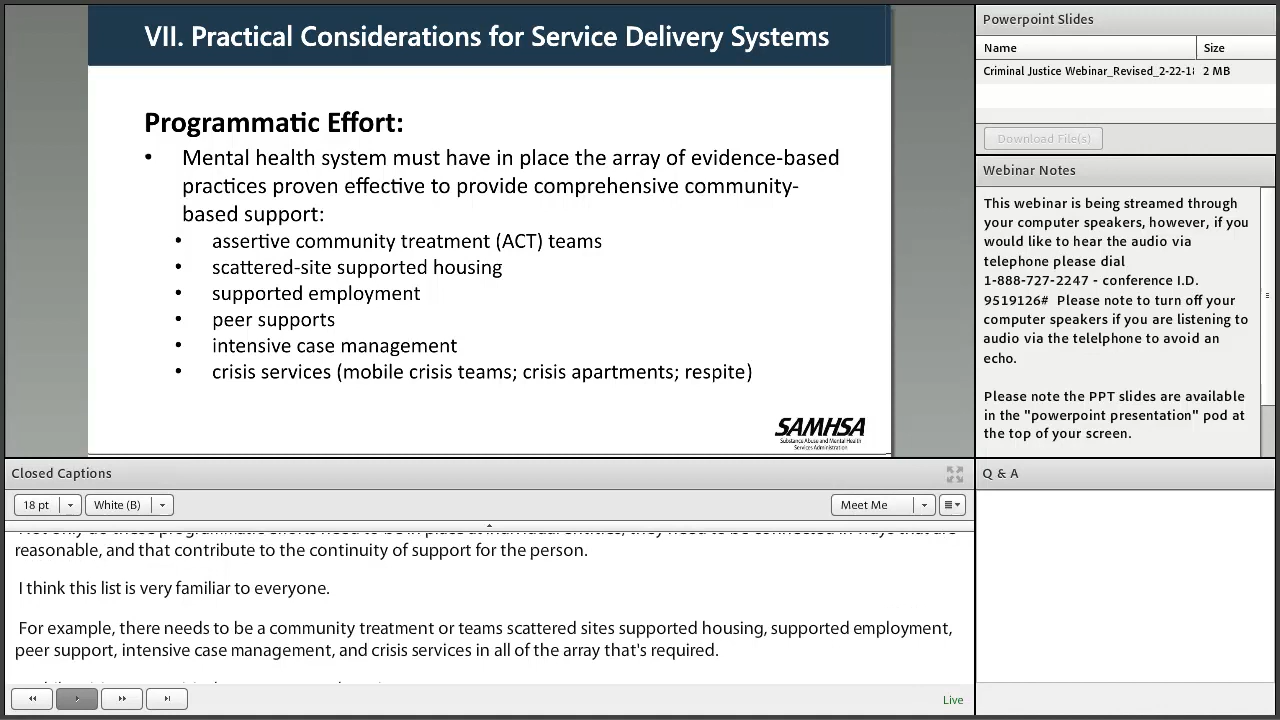 VII. Practical Considerations for Service Delivery Systems
Programmatic Effort:
• Mental health system must have in place the array of evidence-based
practices proven effective to provide comprehensive community-
based support:
• assertive community treatment (ACT) teams
• scattered-site supported housing
• supported employment
• peer supports
• intensive case management
• crisis services (mobile crisis teams; crisis apartments; respite)
SAMHSA
Substance Abuse and Mental Health
Services Administration
Powerpoint Slides
Name Size
Criminal Justice Webinar_Revised_2-22-18 2 MB
Download File(s)
Webinar Notes
This webinar is being streamed through
your computer speakers, however, if you
would like to hear the audio via
telephone please dial
1-888-727-2247 - conference I.D.
9519126# Please note to turn off your
computer speakers if you are listening to
audio via the telelphone to avoid an
echo.
Please note the PPT slides are available
in the "powerpoint presentation" pod at
the top of your screen.
Closed Captions
18 pt White (B) Meet Me
reasonable, and that contribute to the continuity of support for the person.
I think this list is very familiar to everyone.
For example, there needs to be a community treatment or teams scattered sites supported housing, supported employment,
peer support, intensive case management, and crisis services in all of the array that's required.
Live
Q & A